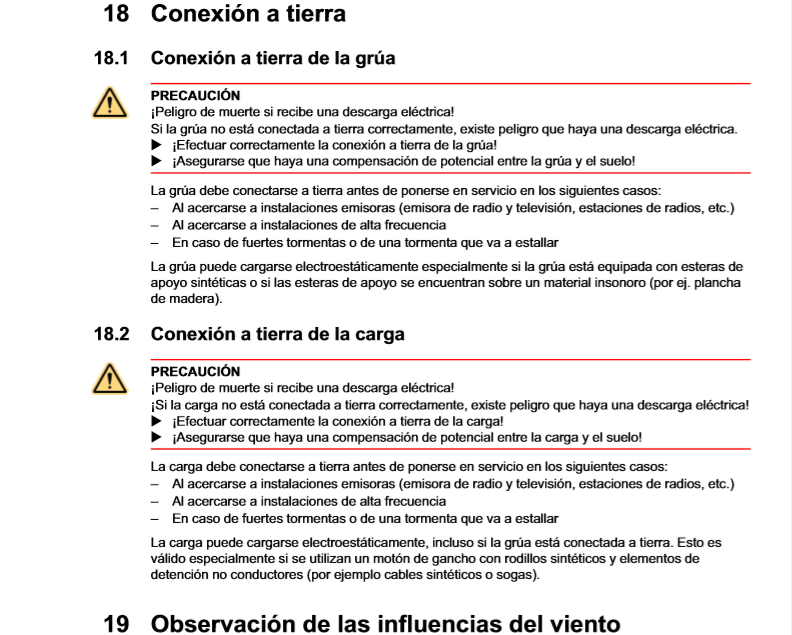 18 Conexión a tierra
18.1 Conexión a tierra de la grúa
PRECAUCIÓN
¡Peligro de muerte si recibe una descarga eléctrica!
Si la grúa no está conectada a tierra correctamente, existe peligro que haya una descarga eléctrica.
▶ ¡Efectuar correctamente la conexión a tierra de la grúa!
▶ ¡Asegurarse que haya una compensación de potencial entre la grúa y el suelo!
La grúa debe conectarse a tierra antes de ponerse en servicio en los siguientes casos:
– Al acercarse a instalaciones emisoras (emisora de radio y televisión, estaciones de radios, etc.)
– Al acercarse a instalaciones de alta frecuencia
– En caso de fuertes tormentas o de una tormenta que va a estallar
La grúa puede cargarse electroestáticamente especialmente si la grúa está equipada con esteras de
apoyo sintéticas o si las esteras de apoyo se encuentran sobre un material insonoro (por ej. plancha
de madera).
18.2 Conexión a tierra de la carga
PRECAUCIÓN
¡Peligro de muerte si recibe una descarga eléctrica!
¡Si la carga no está conectada a tierra correctamente, existe peligro que haya una descarga eléctrica!
▶ ¡Efectuar correctamente la conexión a tierra de la carga!
▶ ¡Asegurarse que haya una compensación de potencial entre la carga y el suelo!
La carga debe conectarse a tierra antes de ponerse en servicio en los siguientes casos:
– Al acercarse a instalaciones emisoras (emisora de radio y televisión, estaciones de radios, etc.)
– Al acercarse a instalaciones de alta frecuencia
– En caso de fuertes tormentas o de una tormenta que va a estallar
La carga puede cargarse electroestáticamente, incluso si la grúa está conectada a tierra. Esto es
válido especialmente si se utilizan un motón de gancho con rodillos sintéticos y elementos de
detención no conductores (por ejemplo cables sintéticos o sogas).
19 Observación de las influencias del viento